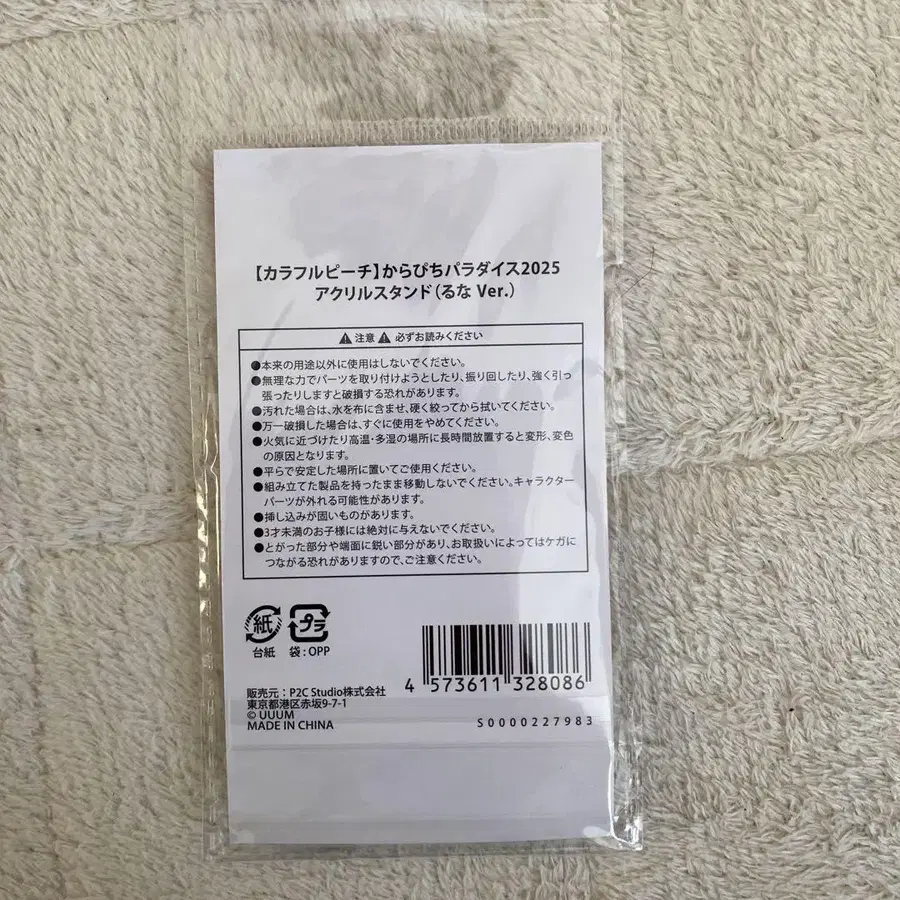 【カラフルピーチ】からぴちパラダイス2025
アクリルスタンド(るな Ver.)
⚠ 注意 ⚠ 必ずお読みください
●本来の用途以外に使用はしないでください。
●無理な力でパーツを取り付けようとしたり、振り回したり、強く引っ
張ったりしますと破損する恐れがあります。
●汚れた場合は、水を布に含ませ、硬く絞ってから拭いてください。
●万一破損した場合は、すぐに使用をやめてください。
●火気に近づけたり高温・多湿の場所に長時間放置すると変形、変色
の原因となります。
●平らで安定した場所に置いてご使用ください。
●組み立てた製品を持ったまま移動しないでください。キャラクター
パーツが外れる可能性があります。
●挿し込みが固いものがあります。
●3才未満のお子様には絶対に与えないでください。
●とがった部分や端面に鋭い部分があり、お取扱いによってはケガに
つながる恐れがありますので、ご注意ください。
紙 プラ
台紙 袋:OPP
販売元:P2C Studio株式会社
東京都港区赤坂9-7-1
© UUUM
MADE IN CHINA
4 573611 328086
S0000227983